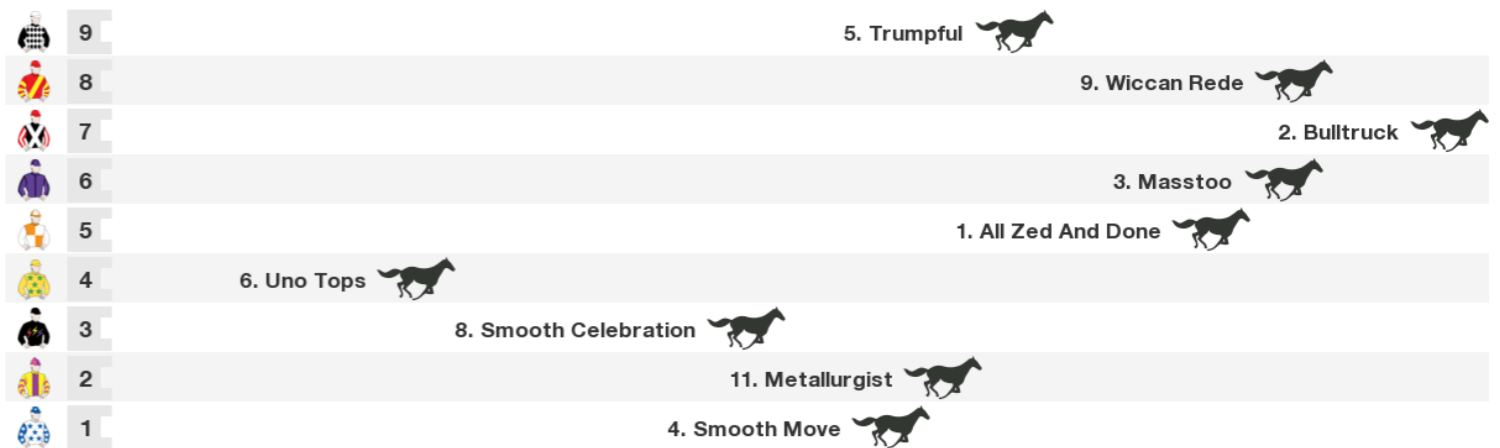 9 5. Trumpful
8 9. Wiccan Rede
7 2. Bulltruck
6 3. Masstoo
5 1. All Zed And Done
4 6. Uno Tops
3 8. Smooth Celebration
2 11. Metallurgist
1 4. Smooth Move